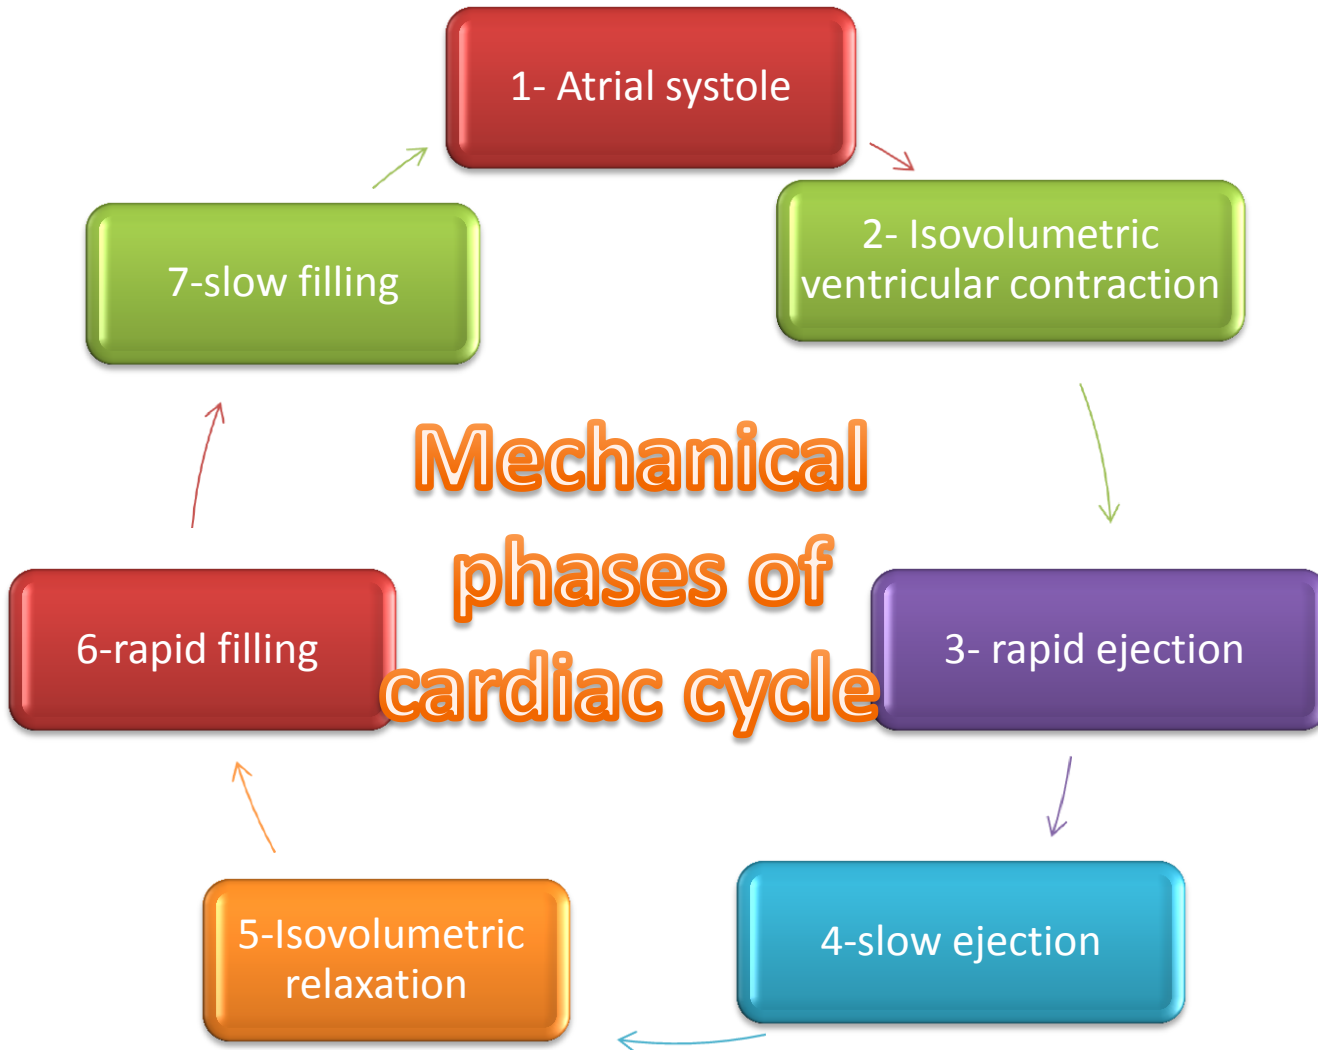 1- Atrial systole
2- Isovolumetric
ventricular contraction
3- rapid ejection
4-slow ejection
5-Isovolumetric
relaxation
6-rapid filling
7-slow filling
Mechanical
phases of
cardiac cycle